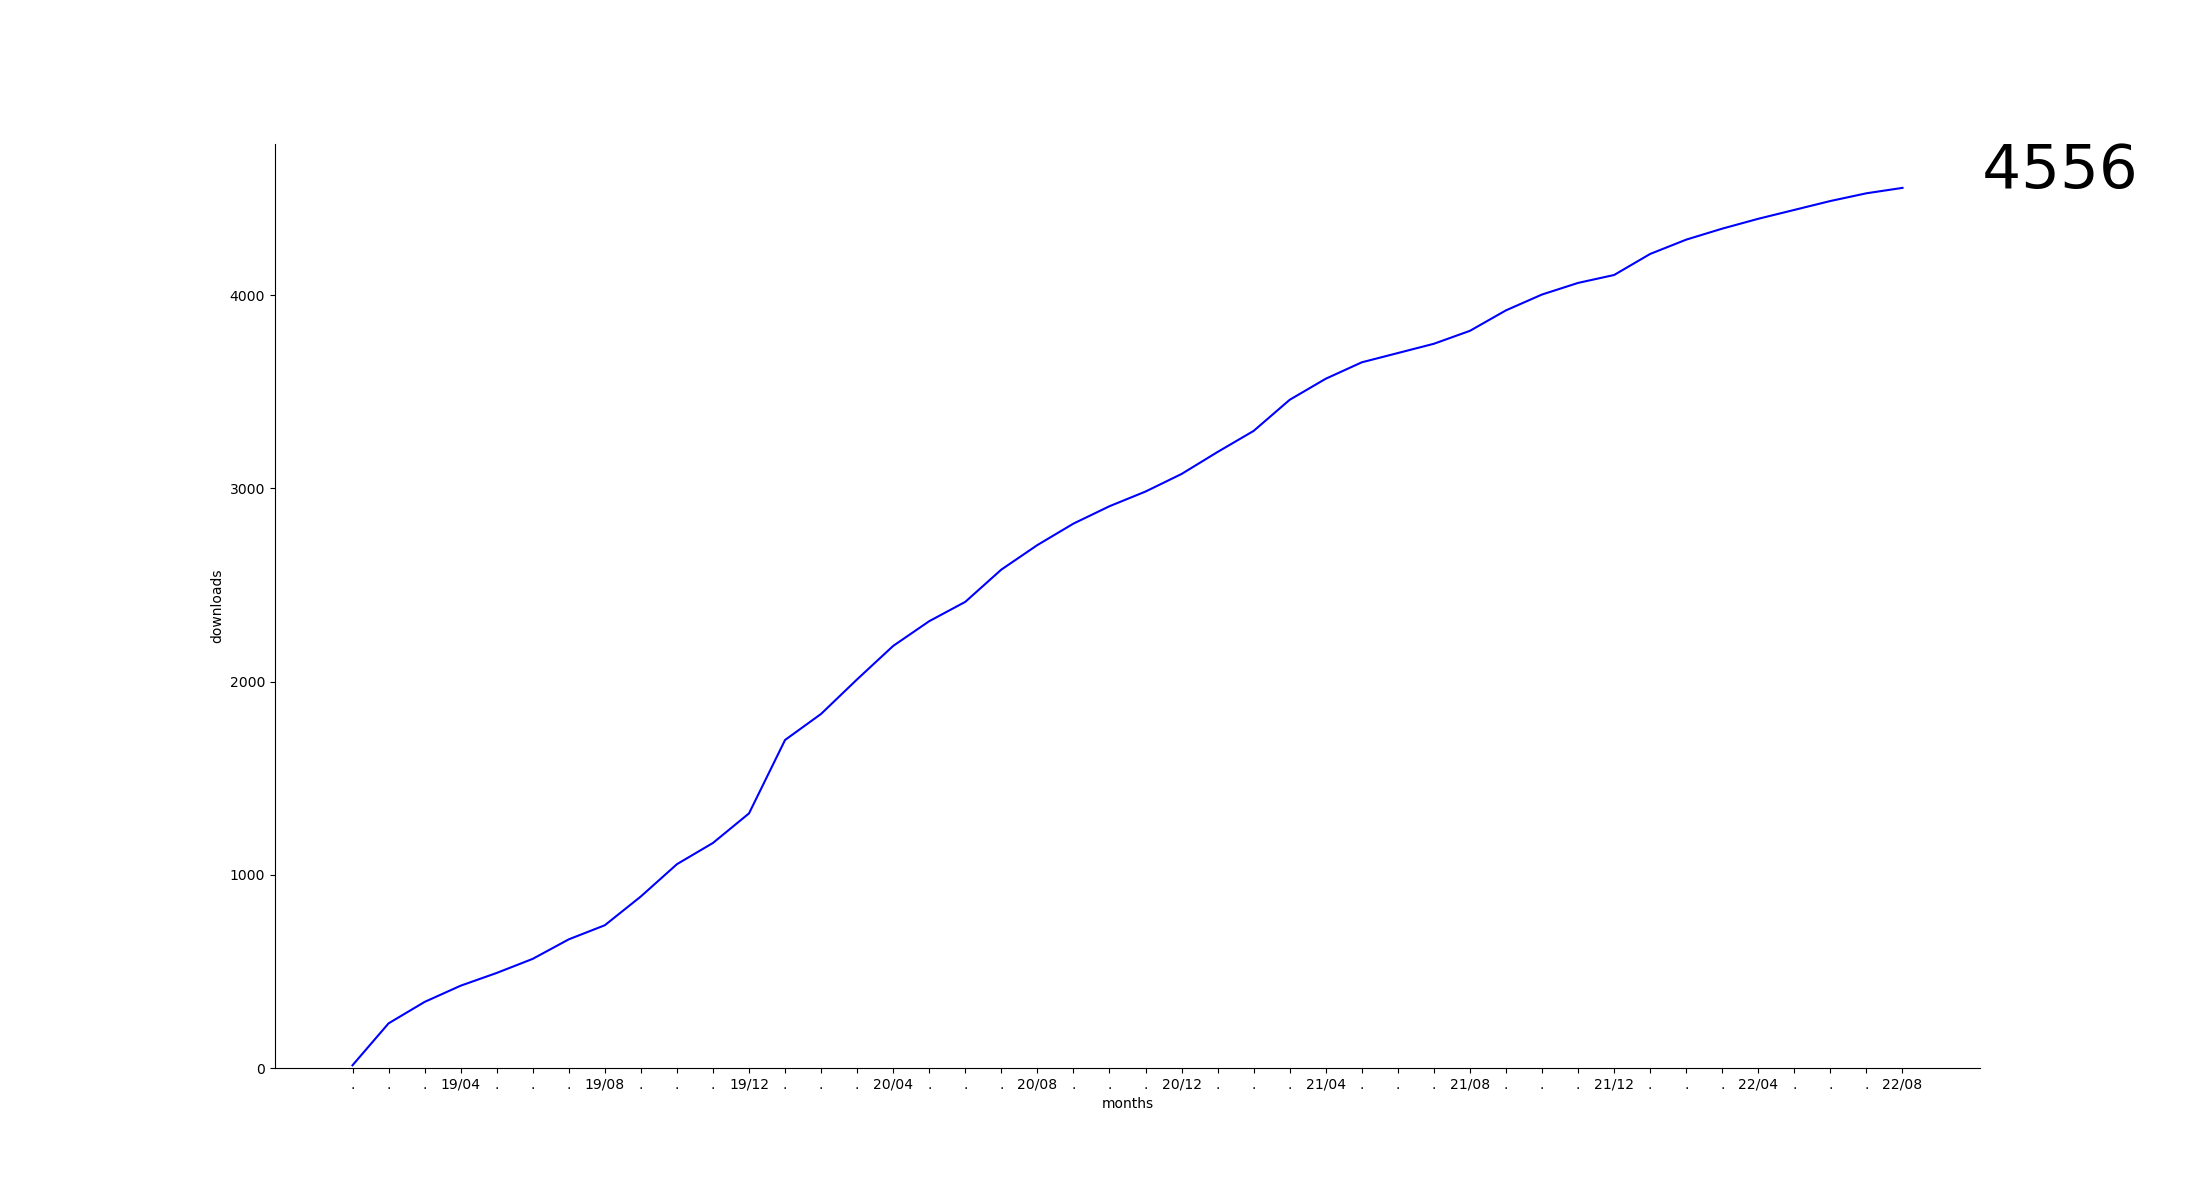 4556
4000
3000
2000
1000
0
downloads
. . . 19/04 . . . 19/08 . . . 19/12 . . . 20/04 . . . 20/08 . . . 20/12 . . . 21/04 . . . 21/08 . . . 21/12 . . . 22/04 . . . 22/08
months